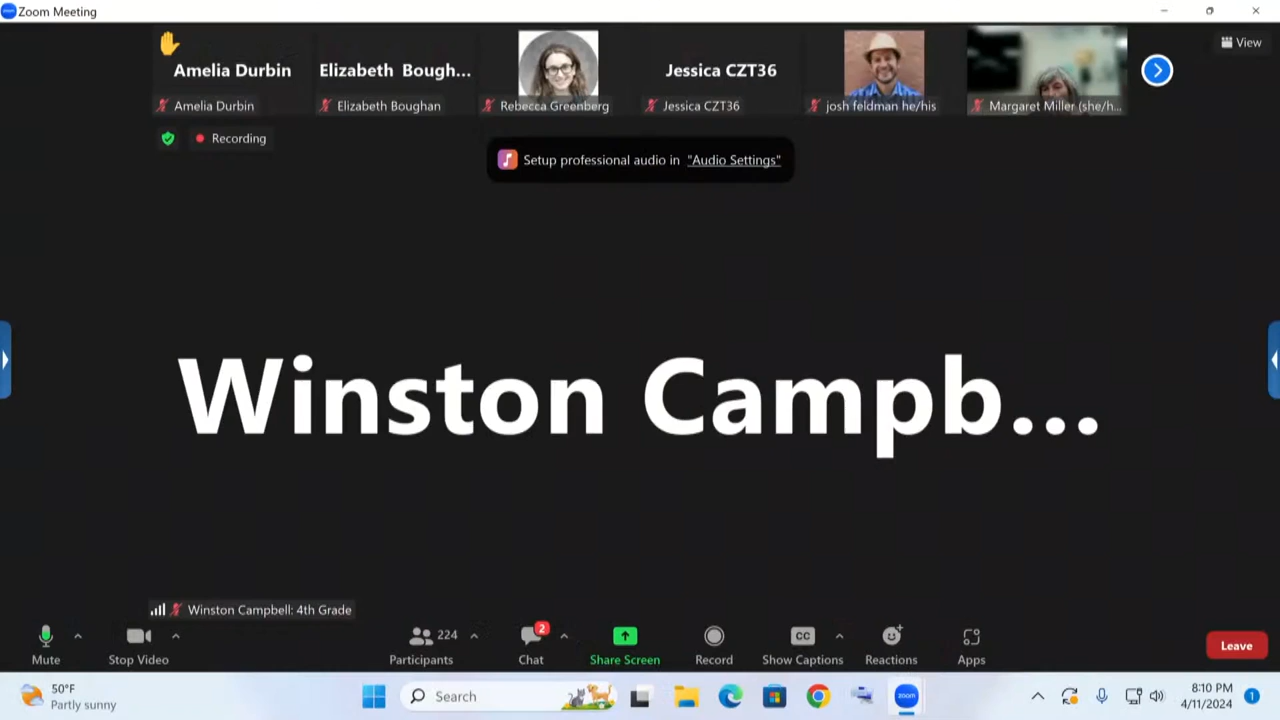 Zoom Meeting
Amelia Durbin
Elizabeth Bough...
Jessica CZT36
View
Amelia Durbin
Elizabeth Boughan
Rebecca Greenberg
Jessica CZT36
josh feldman he/his
Margaret Miller (she/h...
Recording
Setup professional audio in "Audio Settings"
Winston Campb...
Winston Campbell: 4th Grade
224
2
CC
Mute
Stop Video
Participants
Chat
Share Screen
Record
Show Captions
Reactions
Apps
Leave
50°F
Partly sunny
Search
zoom
8:10 PM
4/11/2024
1